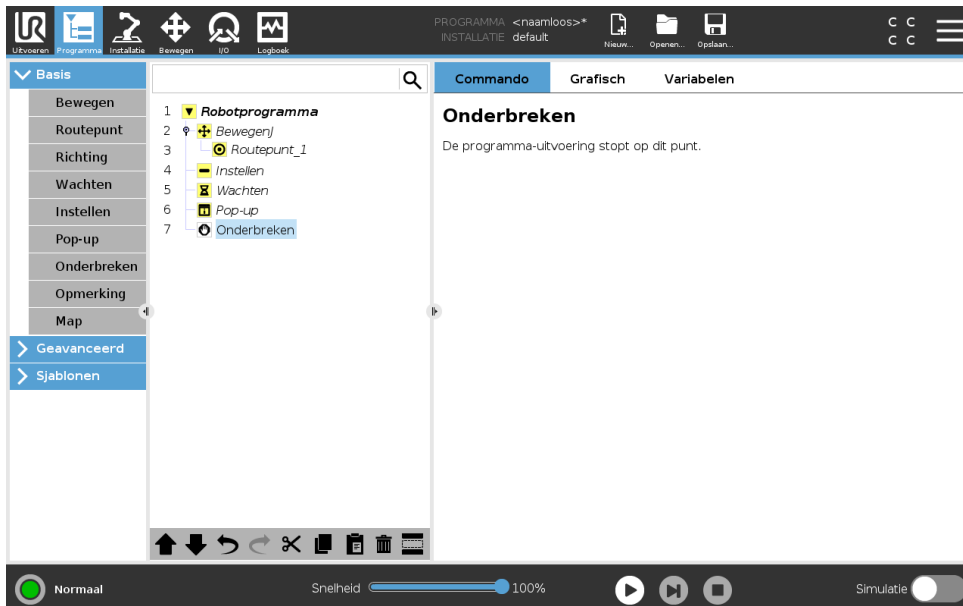 UR
Uitvoeren
Programma
Installatie
Bewegen
I/O
Logboek
PROGRAMMA <naamloos>*
INSTALLATIE default
Nieuw...
Openen...
Opslaan...
C C
C C
Basis
Bewegen
Routepunt
Richting
Wachten
Instellen
Pop-up
Onderbreken
Opmerking
Map
Geavanceerd
Sjablonen
1 Robotprogramma
2 BewegenJ
3 Routepunt_1
4 Instellen
5 Wachten
6 Pop-up
7 Onderbreken
Commando Grafisch Variabelen
Onderbreken
De programma-uitvoering stopt op dit punt.
Normaal
Snelheid 100%
Simulatie